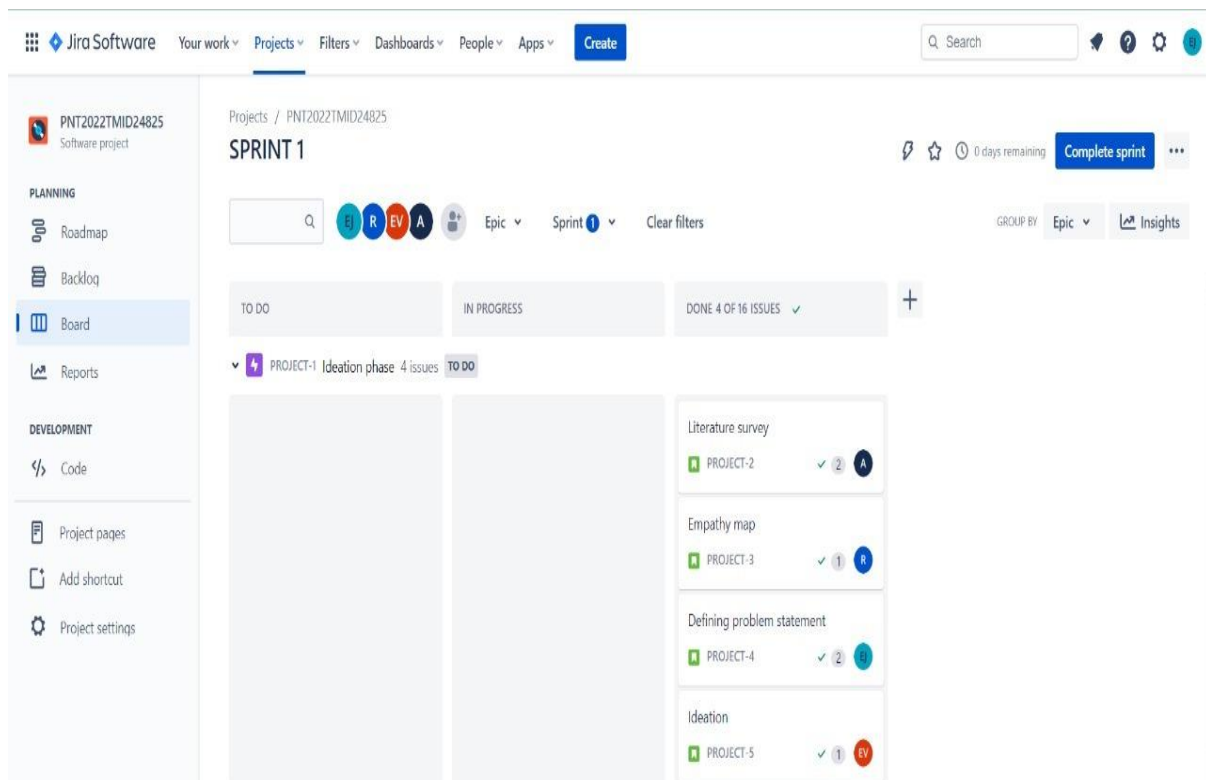 Jira Software Your work Projects Filters Dashboards People Apps Create Search EJ
PNT2022TMID24825
Software project
PLANNING
Roadmap
Backlog
Board
Reports
DEVELOPMENT
Code
Project pages
Add shortcut
Project settings
Projects / PNT2022TMID24825
SPRINT 1
0 days remaining Complete sprint
EJ R EV A Epic Sprint 1 Clear filters GROUP BY Epic Insights
TO DO IN PROGRESS DONE 4 OF 16 ISSUES
PROJECT-1 Ideation phase 4 issues TO DO
Literature survey
PROJECT-2 2 A
Empathy map
PROJECT-3 1 R
Defining problem statement
PROJECT-4 2 EJ
Ideation
PROJECT-5 1 EV